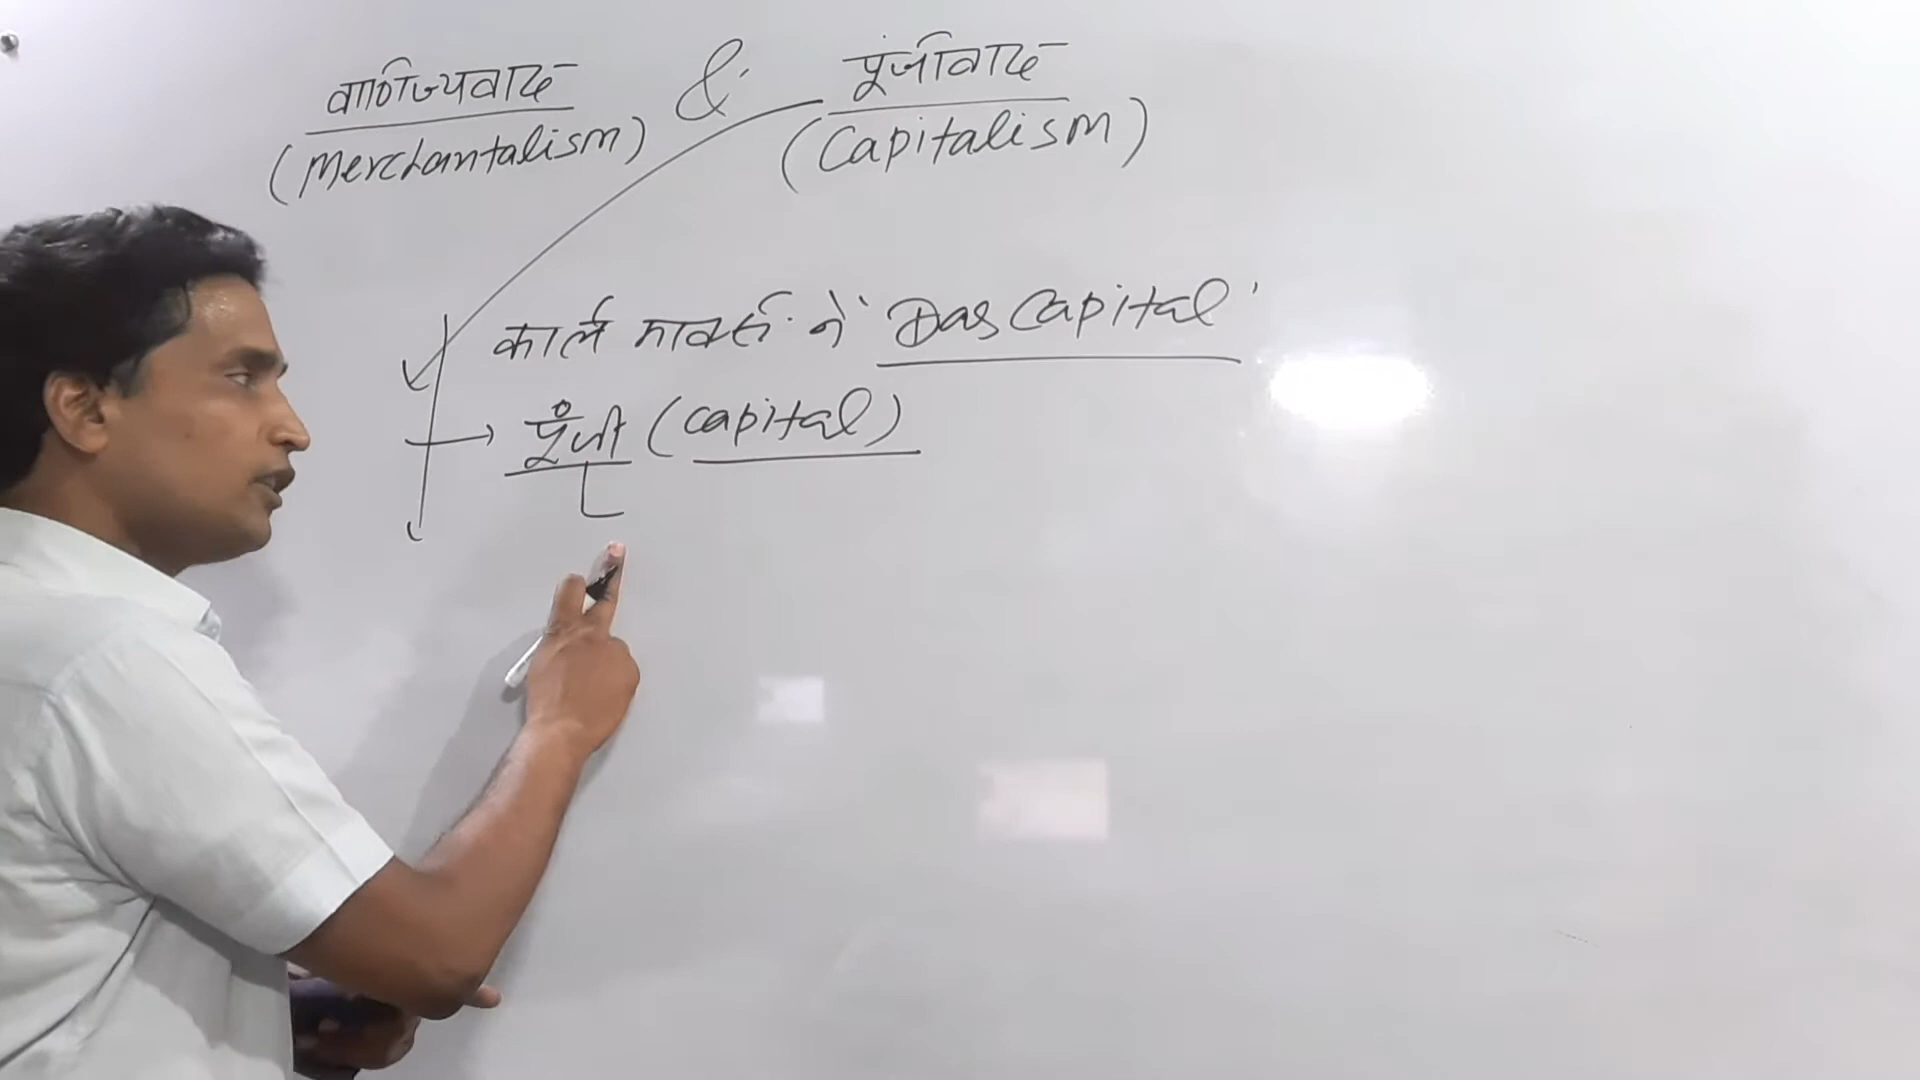 वाणिज्यवाद & पूंजीवाद
(Merchantalism) (Capitalism)
कार्ल मार्क्स ने 'Das Capital'
→ पूँजी (Capital)